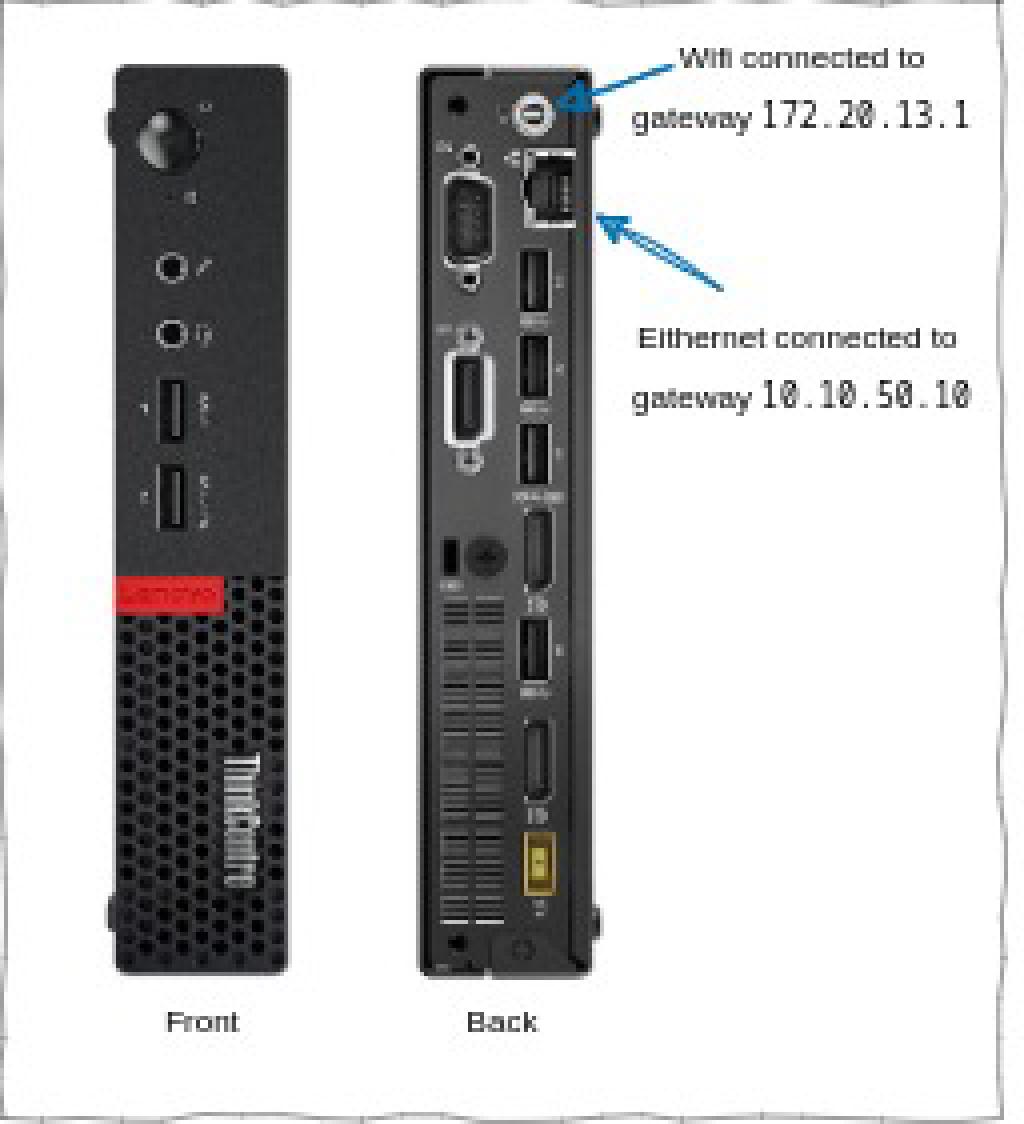 Wifi connected to
gateway 172.20.13.1
Eithernet connected to
gateway 10.10.50.10
Lenovo
ThinkCentre
Front
Back